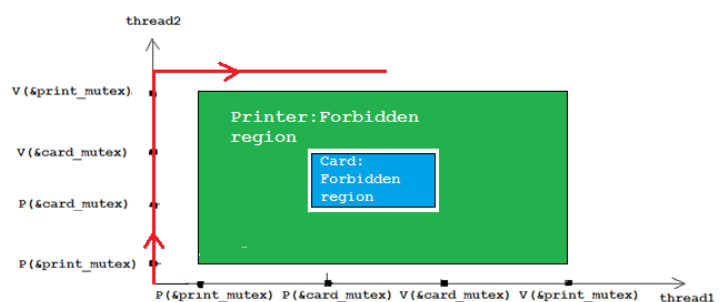 thread2
V(&print_mutex)
Printer:Forbidden
region
V(&card_mutex)
Card:
Forbidden
region
P(&card_mutex)
P(&print_mutex)
P(&print_mutex) P(&card_mutex) V(&card_mutex) V(&print_mutex) thread1